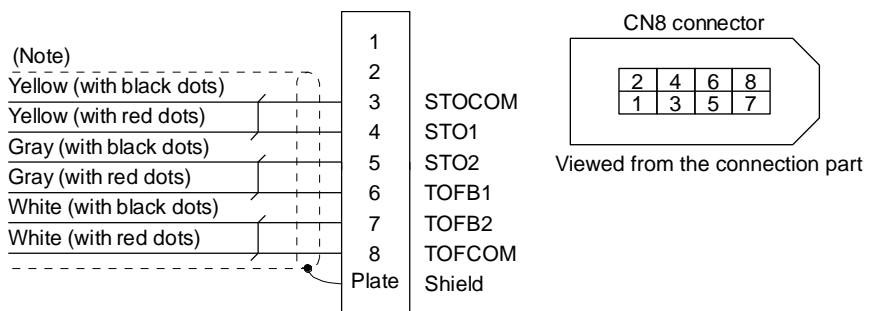 CN8 connector
(Note)
1
2
Yellow (with black dots)
3 STOCOM
Yellow (with red dots)
4 STO1
Gray (with black dots)
5 STO2
Gray (with red dots)
6 TOFB1
White (with black dots)
7 TOFB2
White (with red dots)
8 TOFCOM
Plate Shield
2 4 6 8
1 3 5 7
Viewed from the connection part